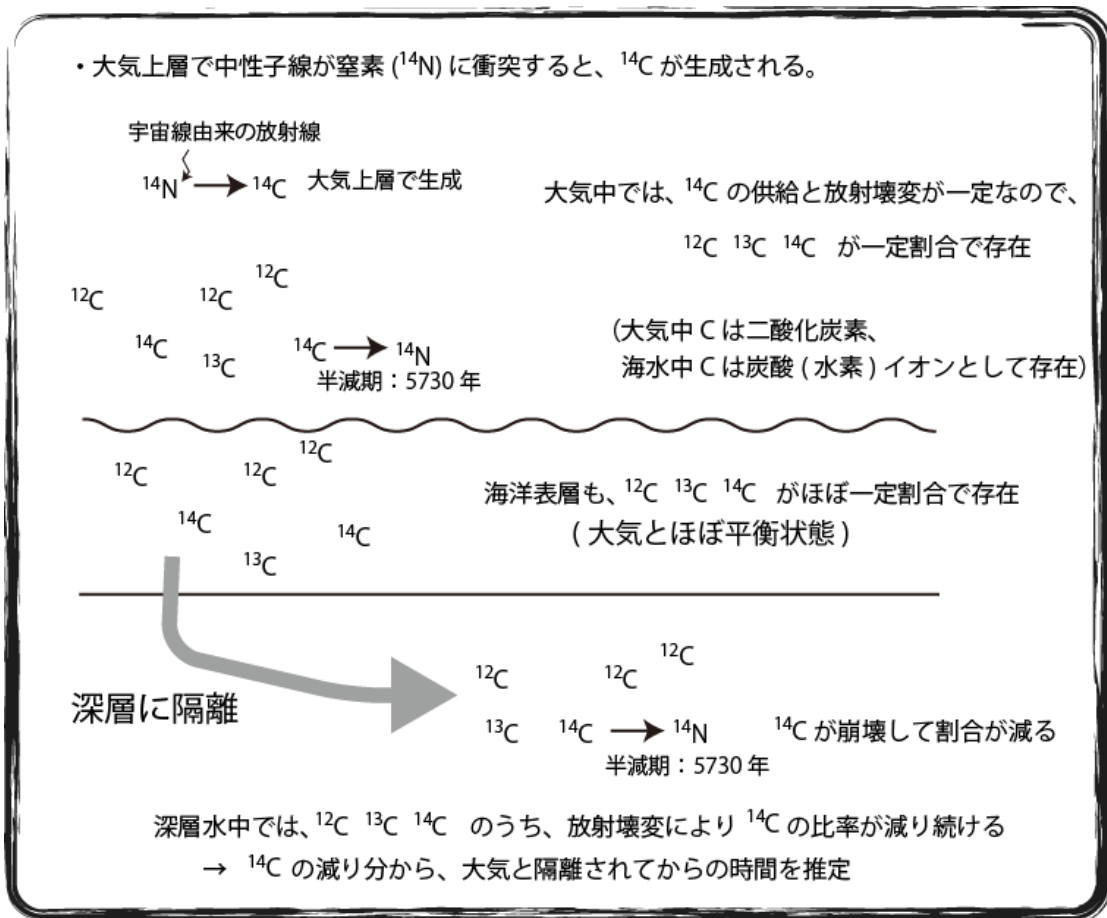 ・大気上層で中性子線が窒素 (¹⁴N) に衝突すると、¹⁴C が生成される。
宇宙線由来の放射線
¹⁴N → ¹⁴C 大気上層で生成
大気中では、¹⁴C の供給と放射壊変が一定なので、
¹²C ¹³C ¹⁴C が一定割合で存在
¹²C ¹²C ¹²C
¹⁴C ¹³C ¹⁴C → ¹⁴N
半減期：5730 年
（大気中 C は二酸化炭素、
海水中 C は炭酸 ( 水素 ) イオンとして存在）
¹²C ¹²C ¹²C
¹⁴C ¹⁴C
¹³C
海洋表層も、¹²C ¹³C ¹⁴C がほぼ一定割合で存在
( 大気とほぼ平衡状態 )
深層に隔離
¹²C ¹²C ¹²C
¹³C ¹⁴C → ¹⁴N ¹⁴C が崩壊して割合が減る
半減期：5730 年
深層水中では、¹²C ¹³C ¹⁴C のうち、放射壊変により ¹⁴C の比率が減り続ける
→ ¹⁴C の減り分から、大気と隔離されてからの時間を推定